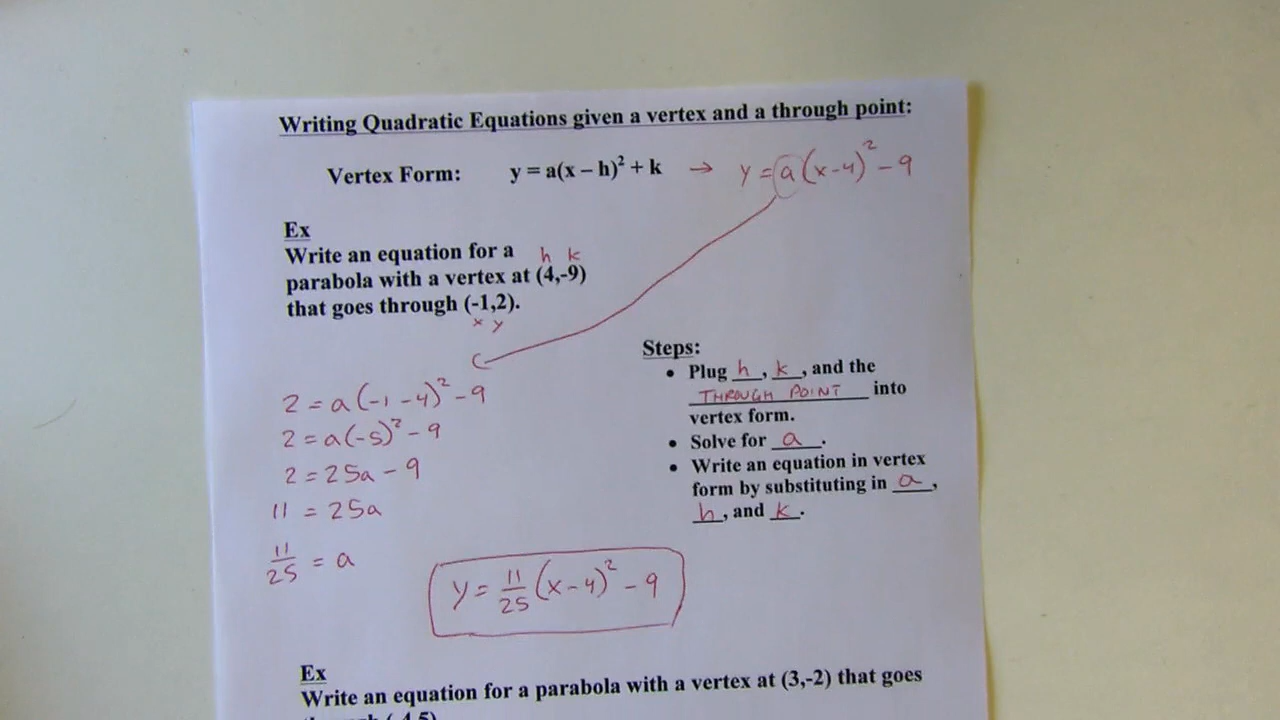 Writing Quadratic Equations given a vertex and a through point:
Vertex Form: y = a(x – h)² + k → y = a(x-4)² - 9
Ex
Write an equation for a
h k
parabola with a vertex at (4,-9)
that goes through (-1,2).
x y
2 = a(-1-4)² - 9
2 = a(-5)² - 9
2 = 25a - 9
11 = 25a
11/25 = a
y = 11/25 (x-4)² - 9
Steps:
• Plug h, k, and the
THROUGH POINT into
vertex form.
• Solve for a.
• Write an equation in vertex
form by substituting in a,
h, and k.
Ex
Write an equation for a parabola with a vertex at (3,-2) that goes